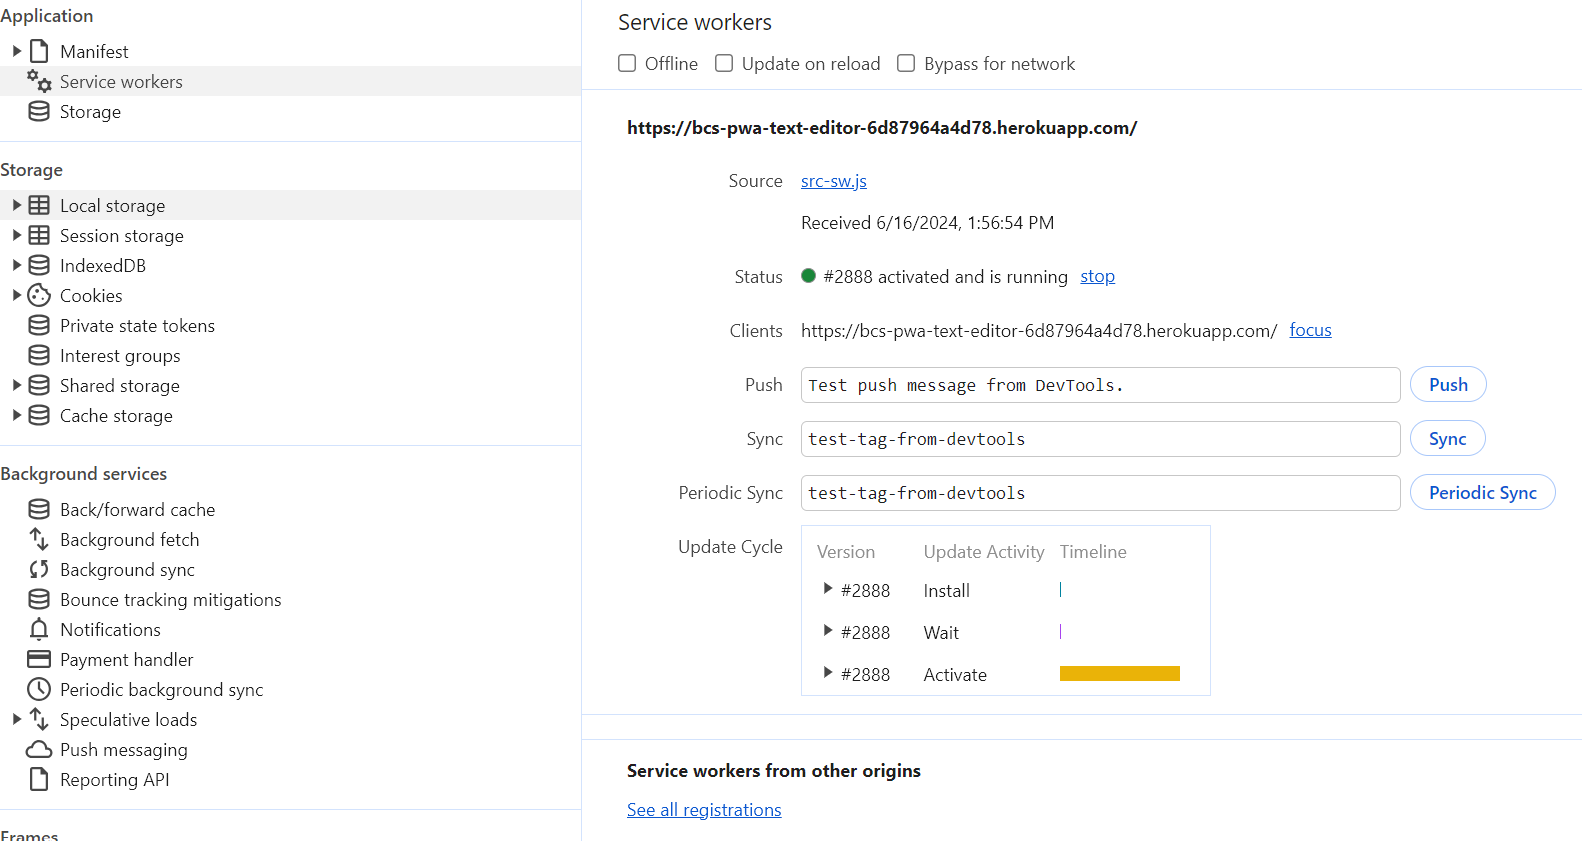 Application
Manifest
Service workers
Storage
Storage
Local storage
Session storage
IndexedDB
Cookies
Private state tokens
Interest groups
Shared storage
Cache storage
Background services
Back/forward cache
Background fetch
Background sync
Bounce tracking mitigations
Notifications
Payment handler
Periodic background sync
Speculative loads
Push messaging
Reporting API
Frames
Service workers
Offline Update on reload Bypass for network
https://bcs-pwa-text-editor-6d87964a4d78.herokuapp.com/
Source src-sw.js
Received 6/16/2024, 1:56:54 PM
Status #2888 activated and is running stop
Clients https://bcs-pwa-text-editor-6d87964a4d78.herokuapp.com/ focus
Push Test push message from DevTools. Push
Sync test-tag-from-devtools Sync
Periodic Sync test-tag-from-devtools Periodic Sync
Update Cycle Version Update Activity Timeline
#2888 Install
#2888 Wait
#2888 Activate
Service workers from other origins
See all registrations